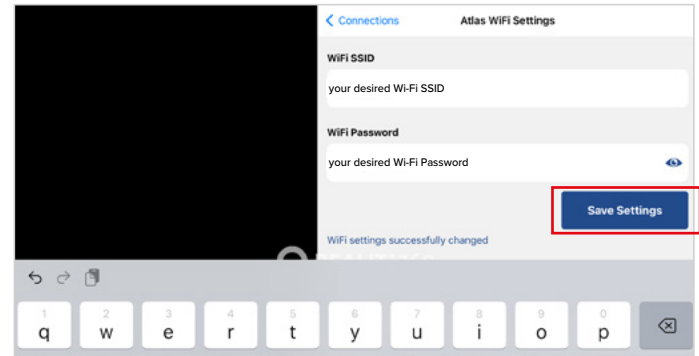 Connections
Atlas WiFi Settings
WiFi SSID
your desired Wi-Fi SSID
WiFi Password
your desired Wi-Fi Password
Save Settings
WiFi settings successfully changed
1 2 3 4 5 6 7 8 9 0
q w e r t y u i o p